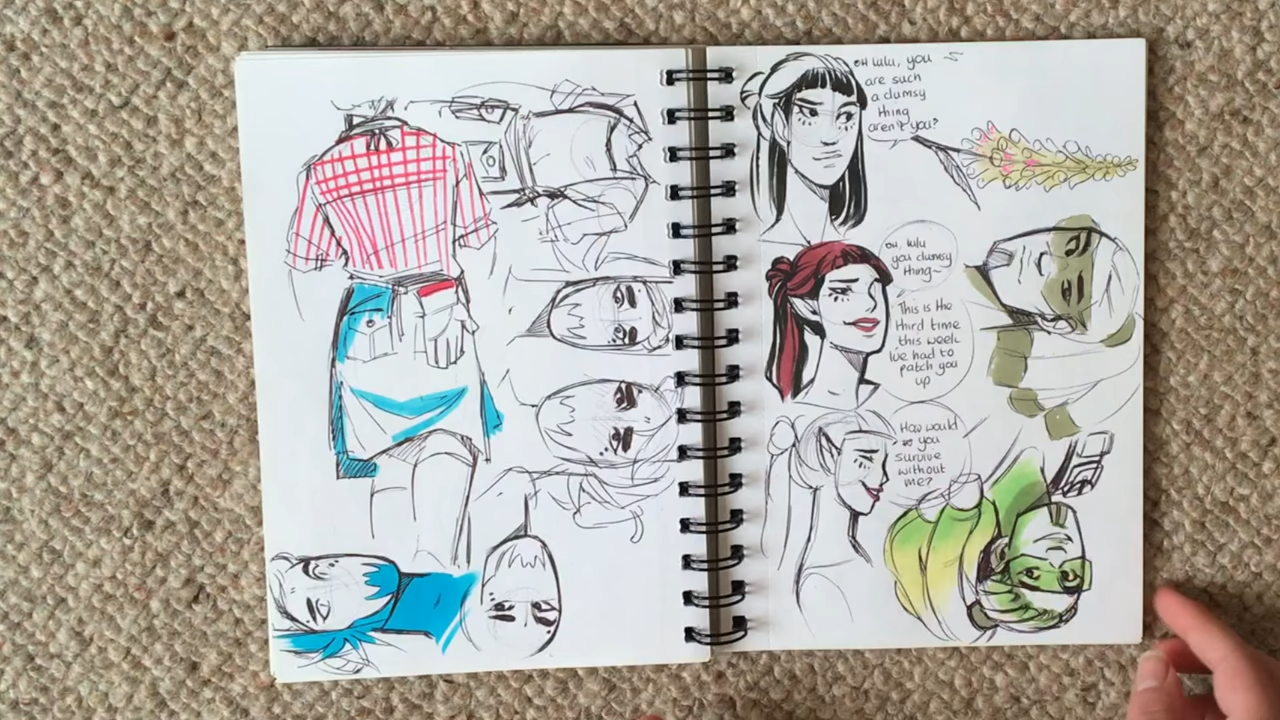 OH lulu, you
are such
a clumsy
thing
aren't you?
OH, lulu
you clumsy
thing~
This is the
third time
this week
I've had to
patch you
up
How would
you
survive
without
me?